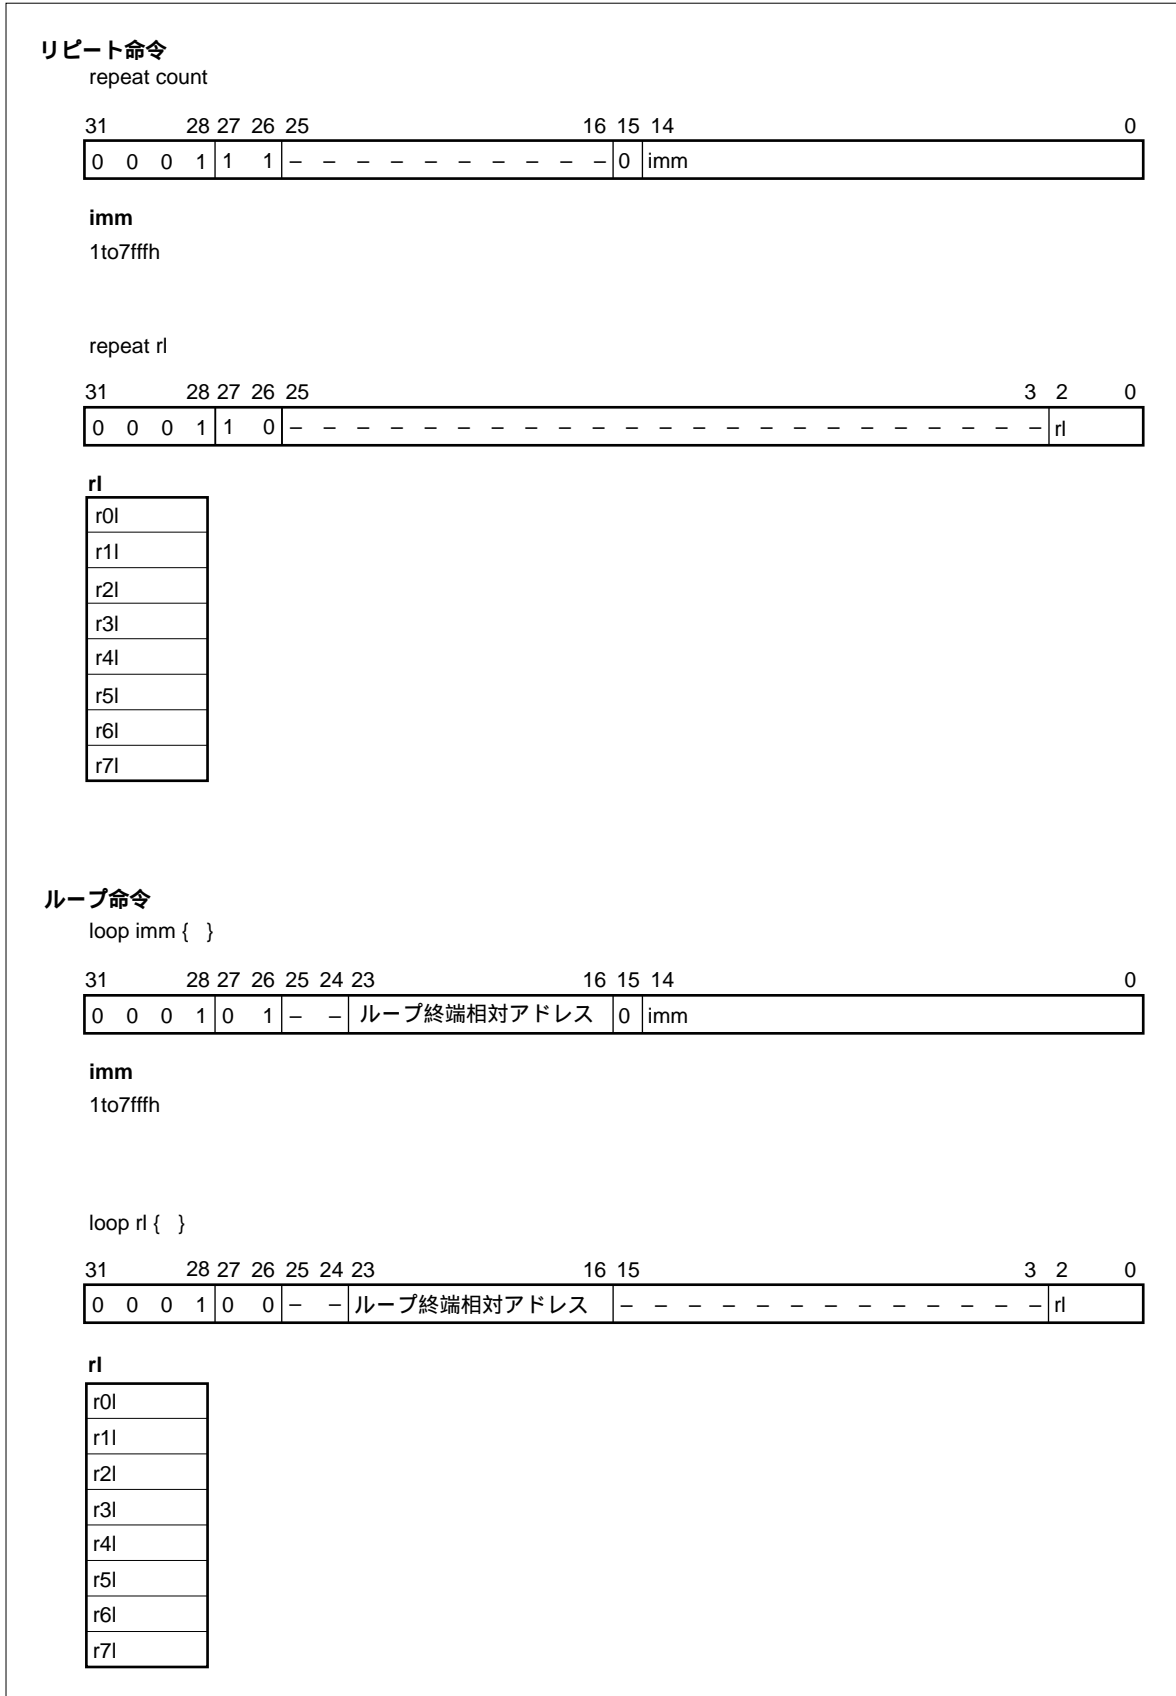 リピート命令
repeat count
31 28 27 26 25 16 15 14 0
0 0 0 1 1 1 – – – – – – – – – – 0 imm
imm
1to7fffh
repeat rl
31 28 27 26 25 3 2 0
0 0 0 1 1 0 – – – – – – – – – – – – – – – – – – – – – – – rl
rl
r0l
r1l
r2l
r3l
r4l
r5l
r6l
r7l
ループ命令
loop imm { }
31 28 27 26 25 24 23 16 15 14 0
0 0 0 1 0 1 – – ループ終端相対アドレス 0 imm
imm
1to7fffh
loop rl { }
31 28 27 26 25 24 23 16 15 3 2 0
0 0 0 1 0 0 – – ループ終端相対アドレス – – – – – – – – – – – – – rl
rl
r0l
r1l
r2l
r3l
r4l
r5l
r6l
r7l